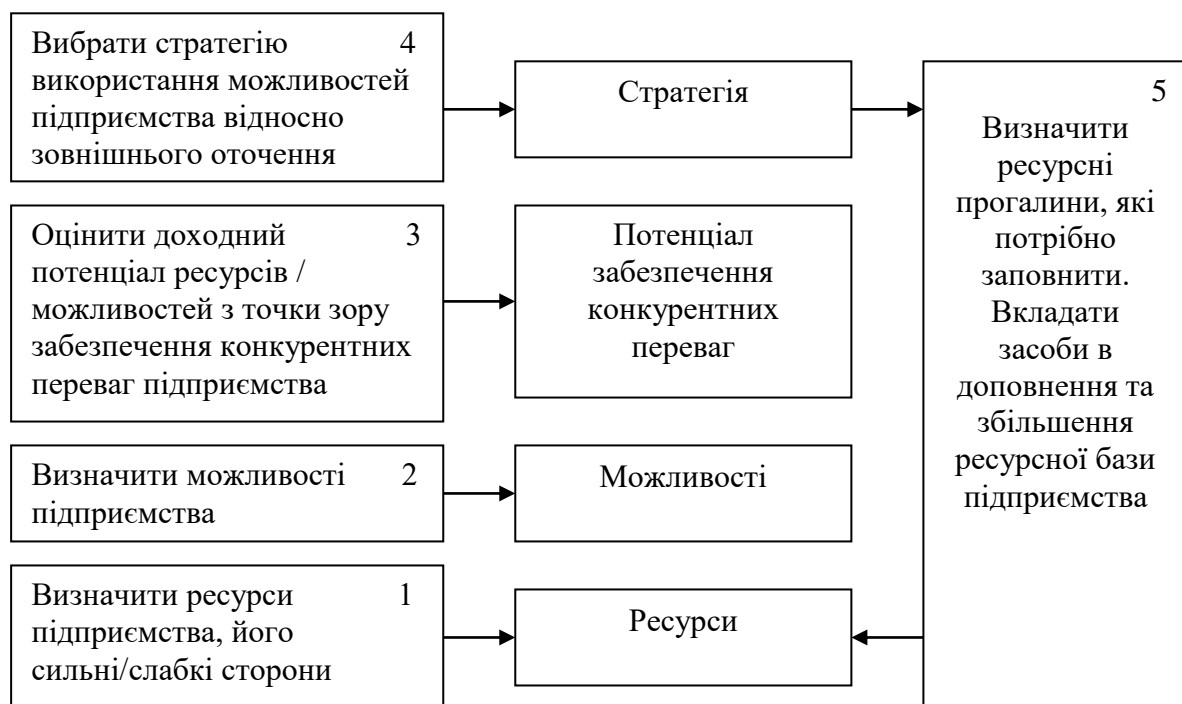 Вибрати стратегію 4
використання можливостей
підприємства відносно
зовнішнього оточення
Стратегія
Оцінити доходний 3
потенціал ресурсів /
можливостей з точки зору
забезпечення конкурентних
переваг підприємства
Потенціал
забезпечення
конкурентних
переваг
Визначити можливості 2
підприємства
Можливості
Визначити ресурси 1
підприємства, його
сильні/слабкі сторони
Ресурси
5
Визначити
ресурсні
прогалини, які
потрібно
заповнити.
Вкладати
засоби в
доповнення та
збільшення
ресурсної бази
підприємства